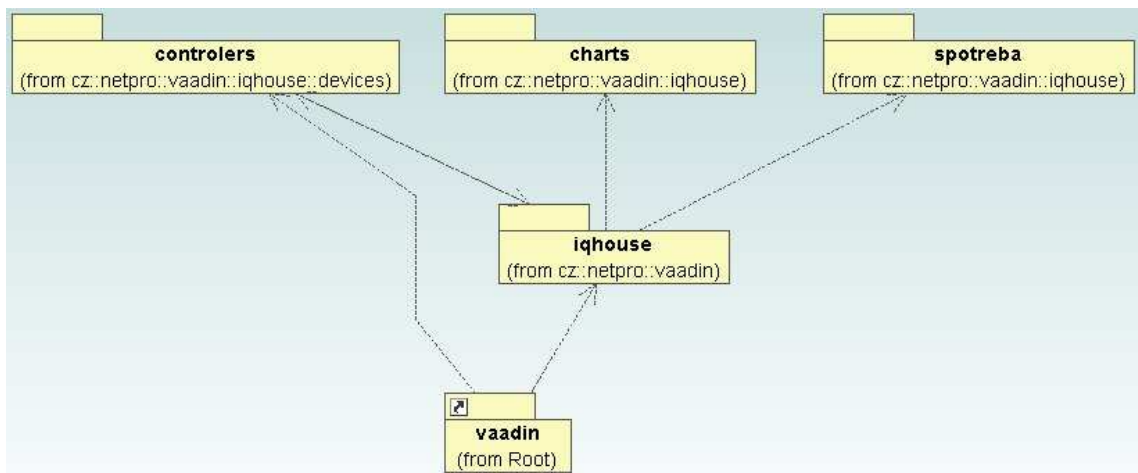 controlers
(from cz::netpro::vaadin::iqhouse::devices)
charts
(from cz::netpro::vaadin::iqhouse)
spotreba
(from cz::netpro::vaadin::iqhouse)
iqhouse
(from cz::netpro::vaadin)
vaadin
(from Root)